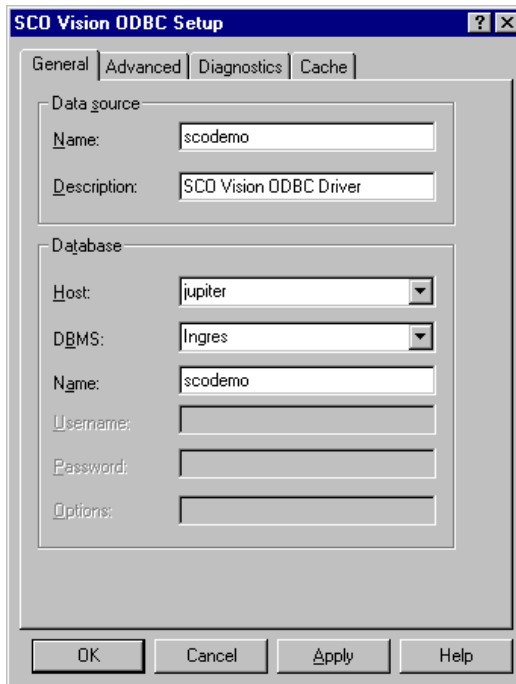 SCO Vision ODBC Setup
General Advanced Diagnostics Cache
Data source
Name: scodemo
Description: SCO Vision ODBC Driver
Database
Host: jupiter
DBMS: Ingres
Name: scodemo
Username:
Password:
Options:
OK Cancel Apply Help